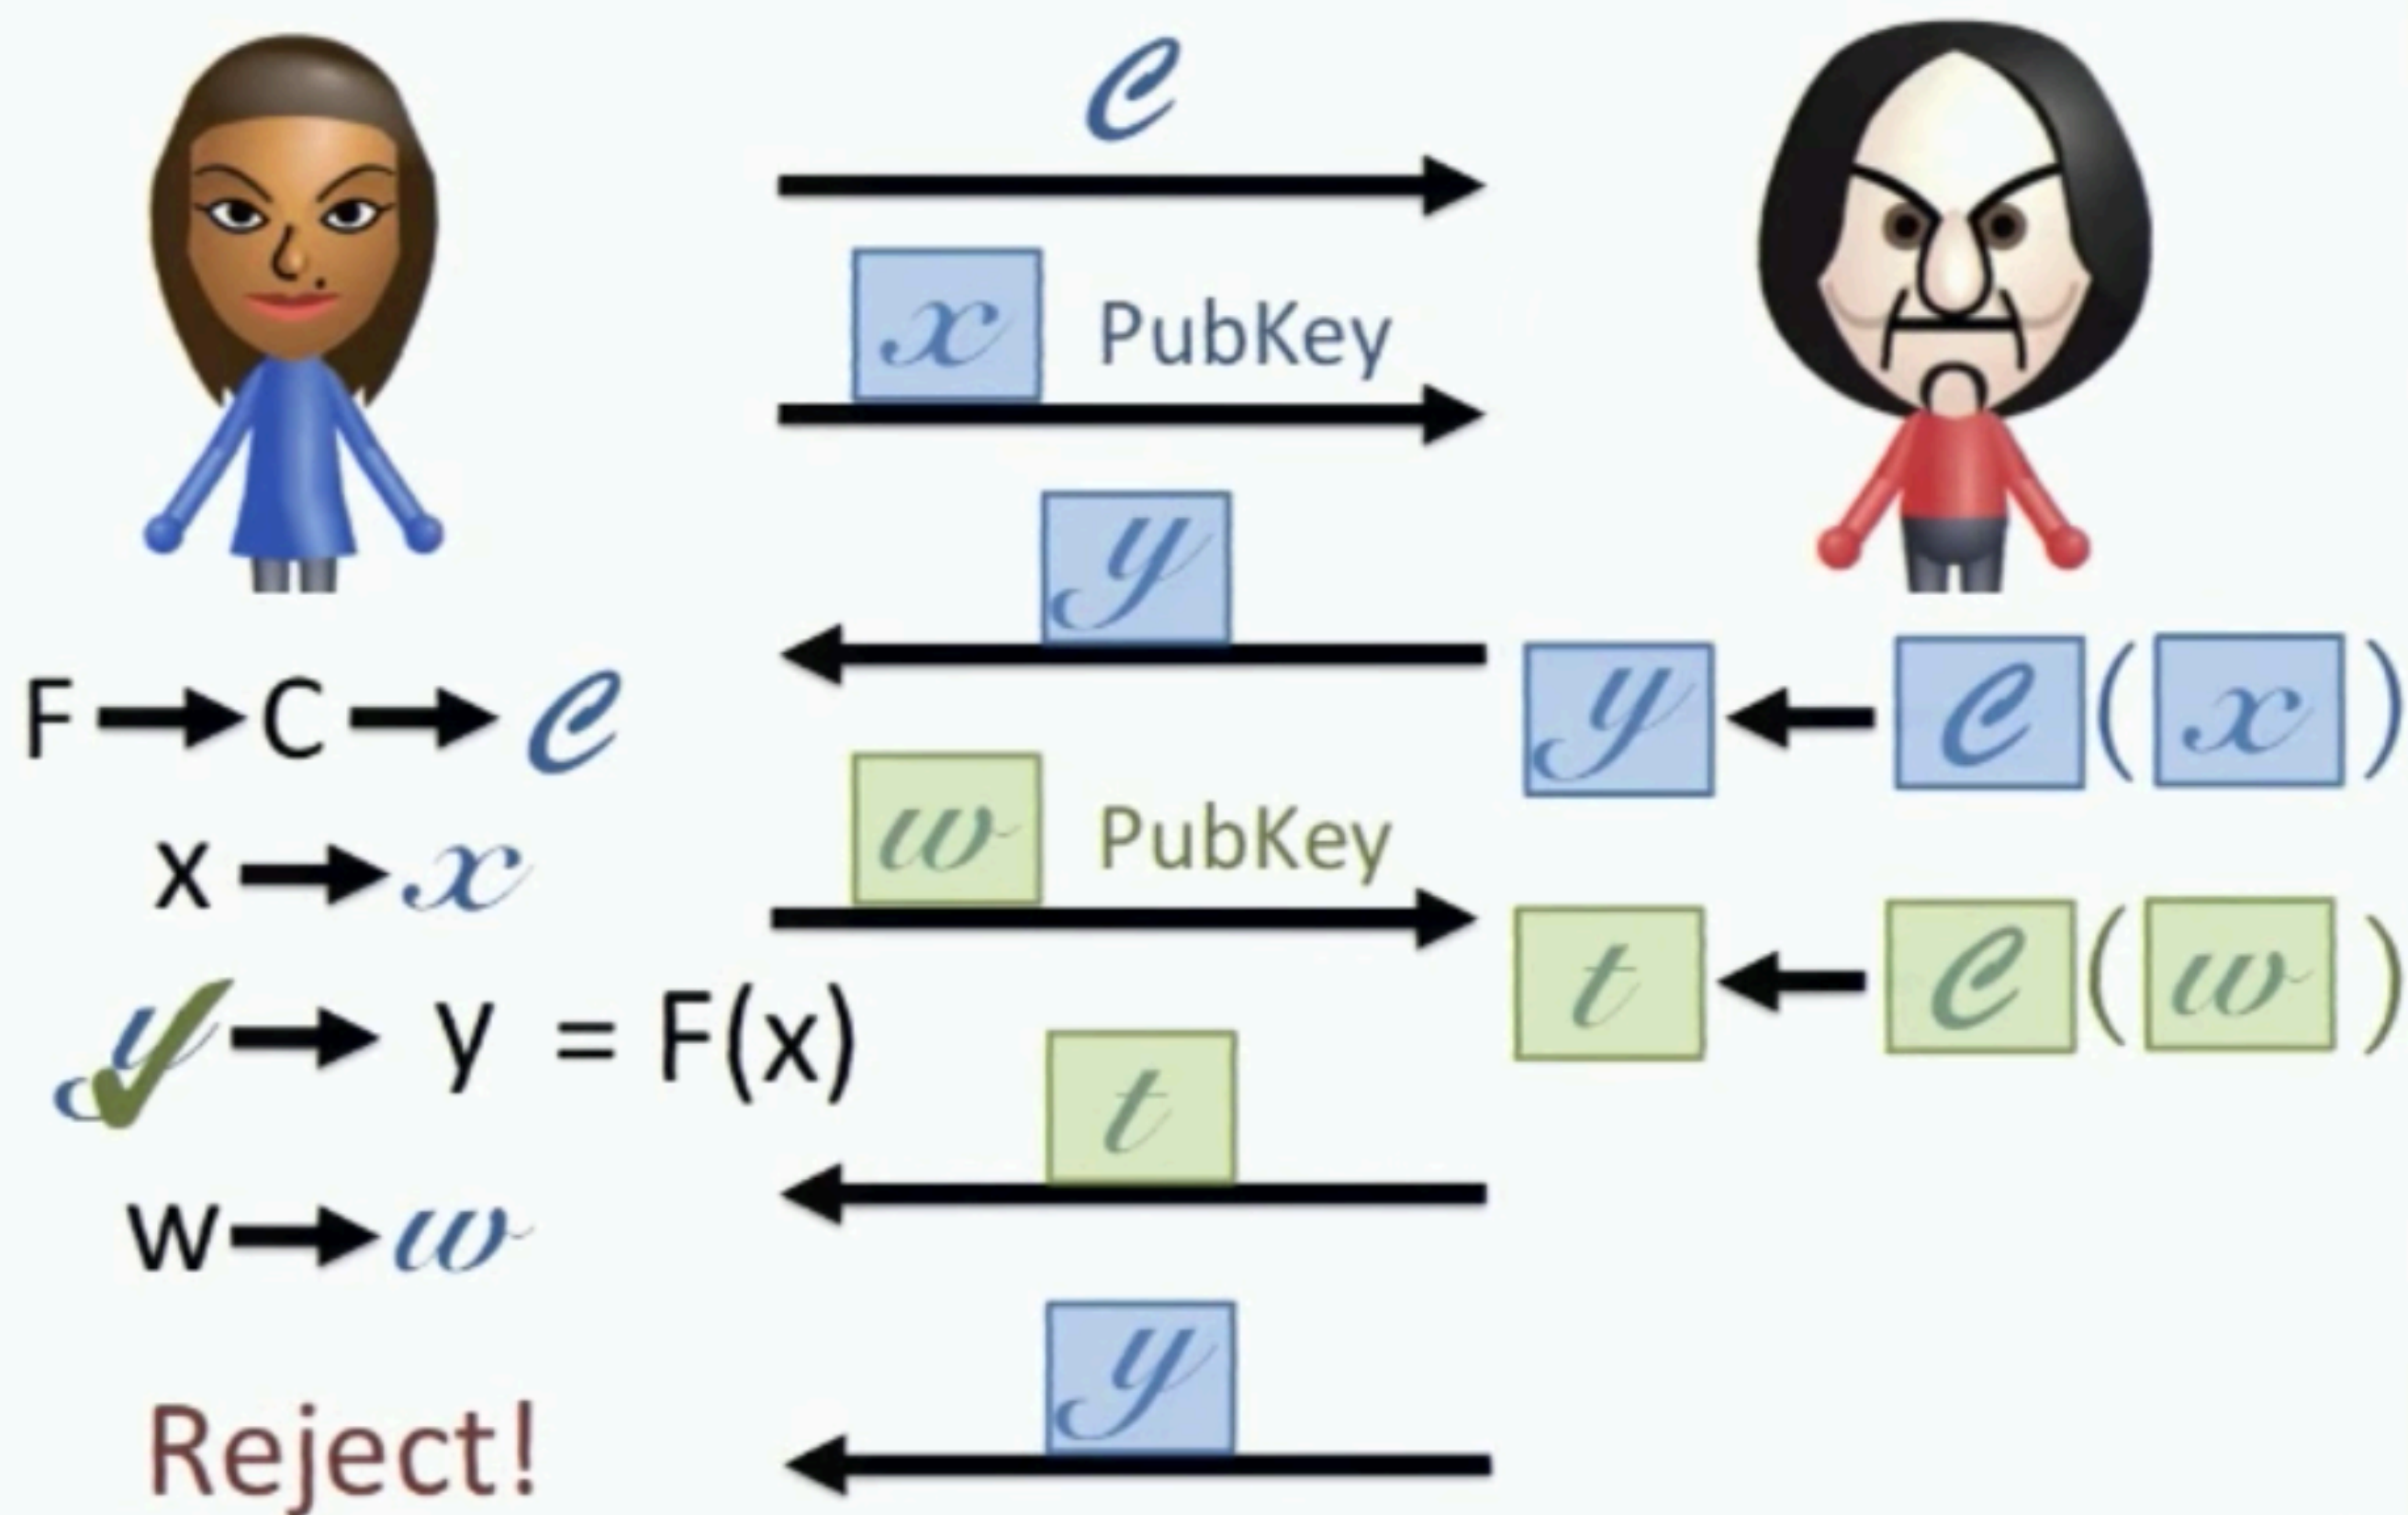 𝒞
𝓍 PubKey
𝓎
F → C → 𝒞
𝓎 ← 𝒞 ( 𝓍 )
x → 𝓍
𝓌 PubKey
𝓉 ← 𝒞 ( 𝓌 )
𝓎 → y = F(x)
𝓉
w → 𝓌
𝓎
Reject!